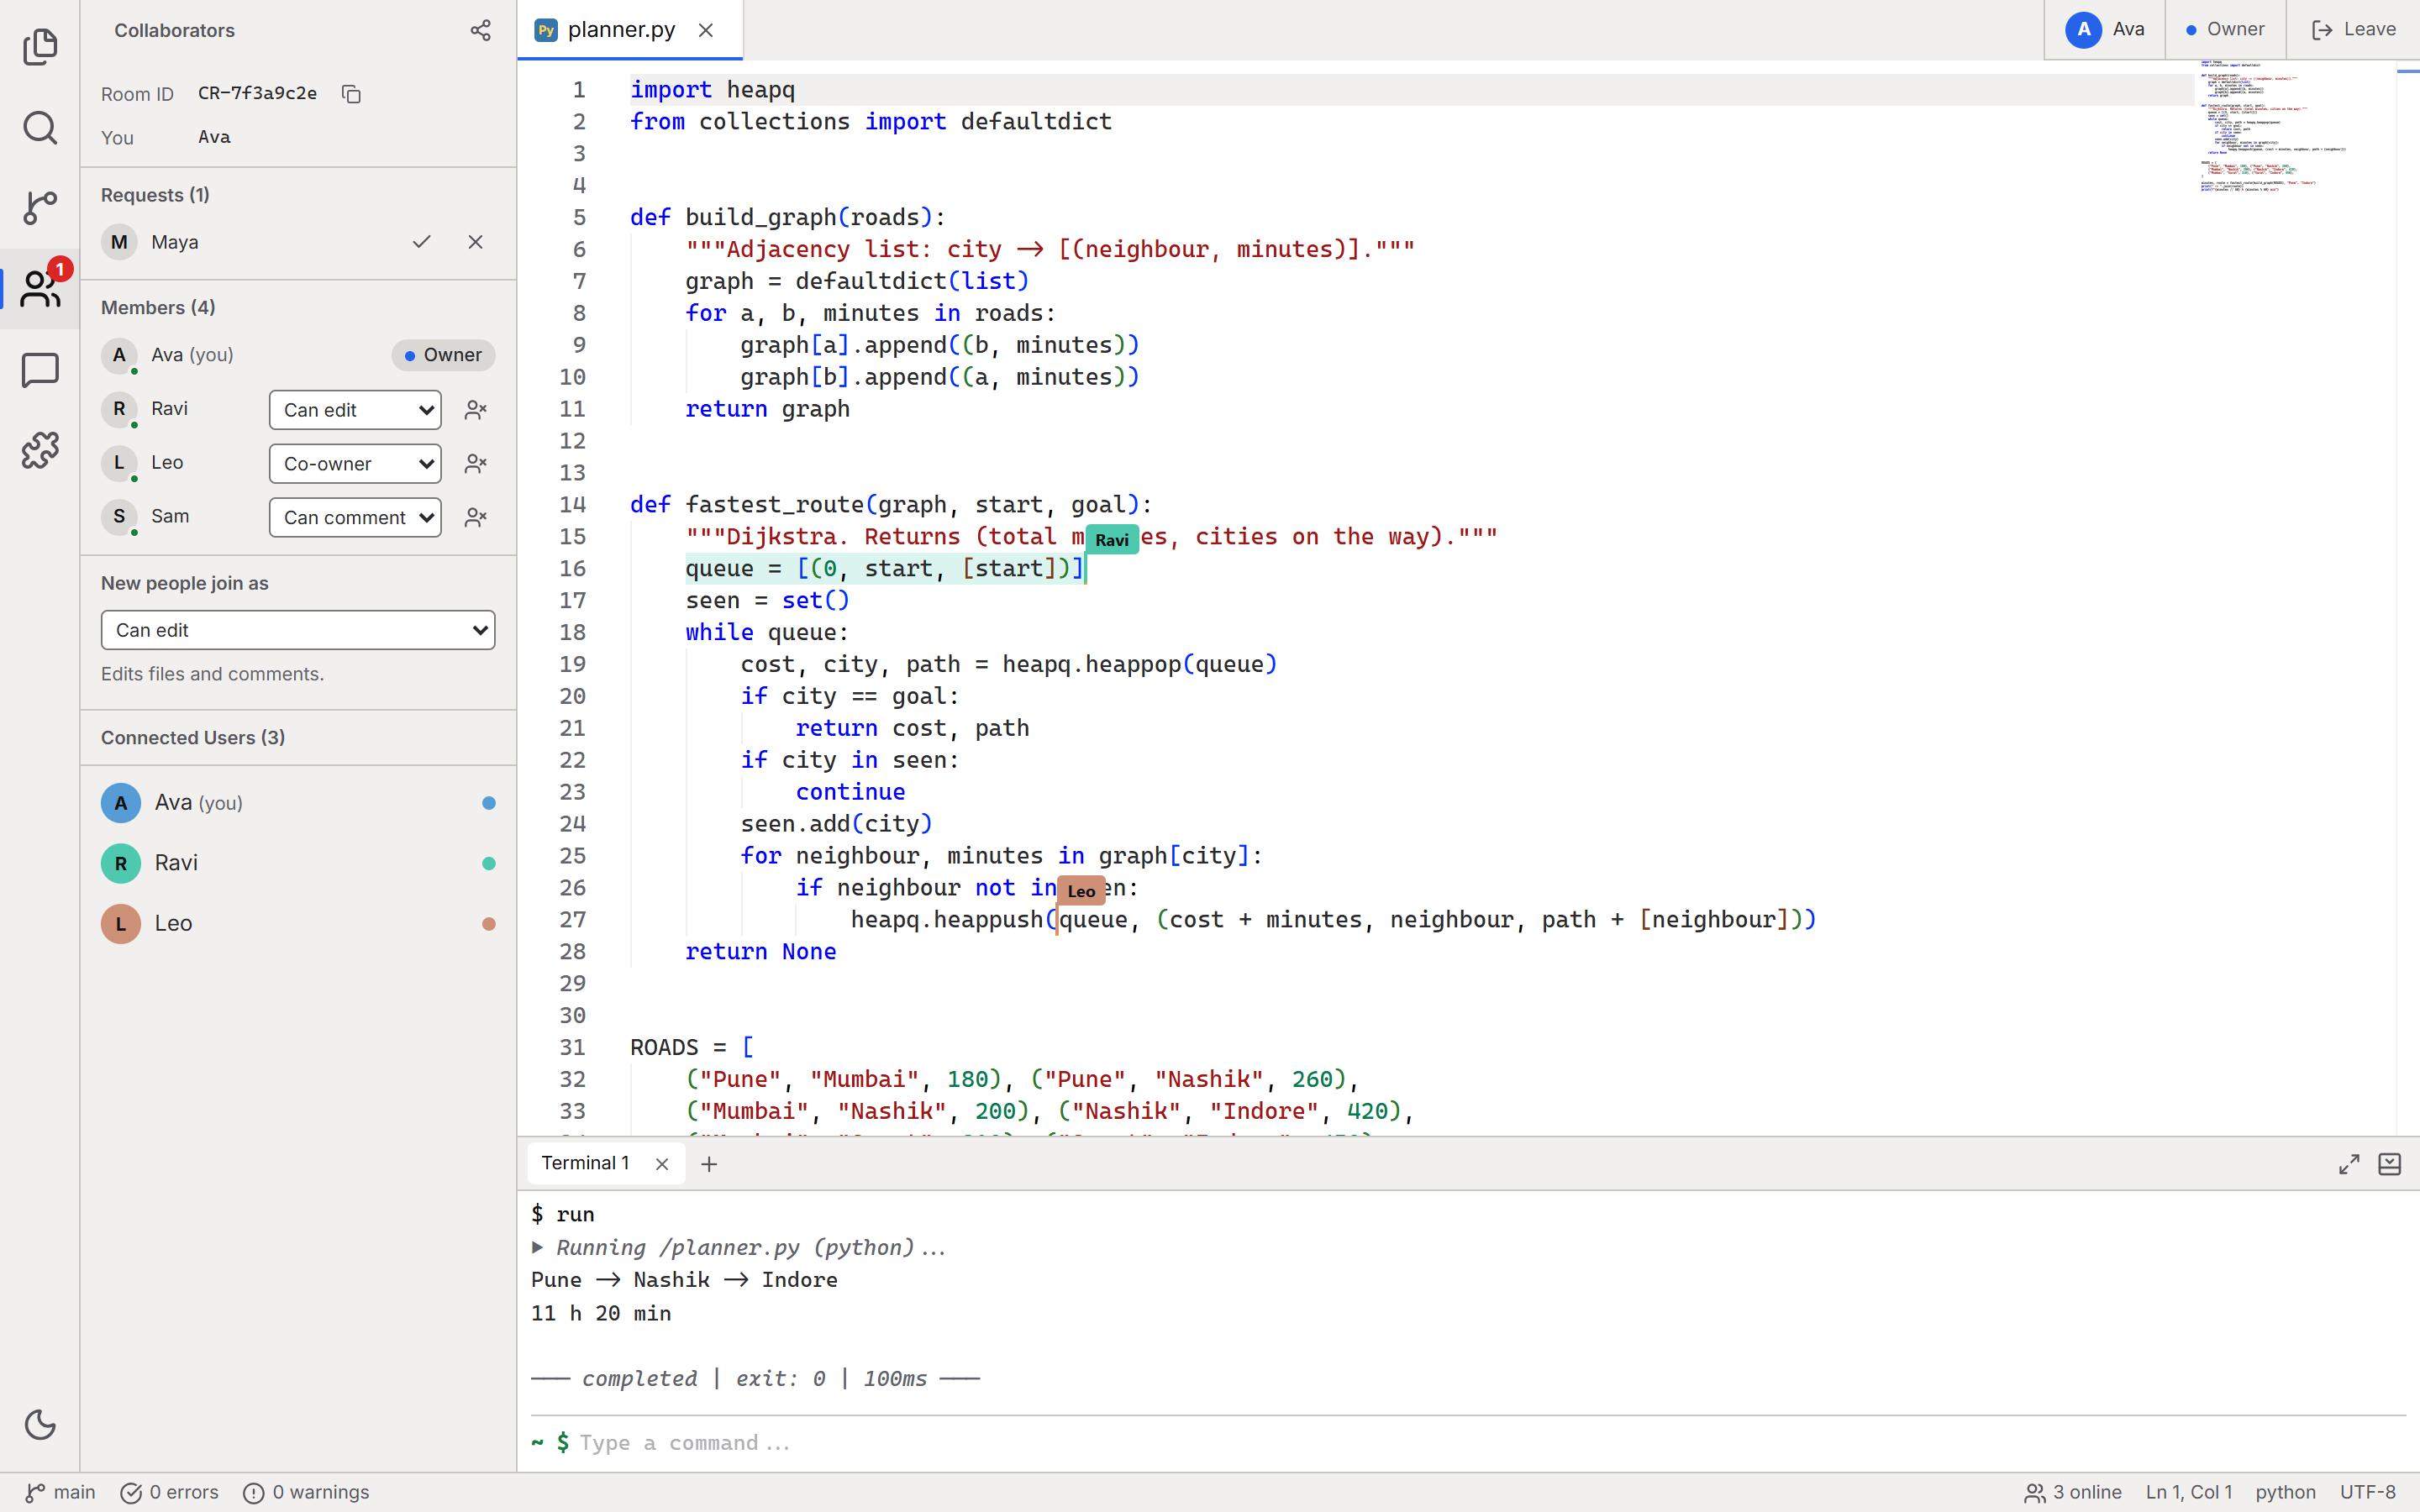 Collaborators
Room ID CR-7f3a9c2e
You Ava
Requests (1)
M Maya
1
Members (4)
A Ava (you) Owner
R Ravi Can edit
L Leo Co-owner
S Sam Can comment
New people join as
Can edit
Edits files and comments.
Connected Users (3)
A Ava (you)
R Ravi
L Leo
Py planner.py
A Ava Owner Leave
1 import heapq
2 from collections import defaultdict
3
4
5 def build_graph(roads):
6 """Adjacency list: city -> [(neighbour, minutes)]."""
7 graph = defaultdict(list)
8 for a, b, minutes in roads:
9 graph[a].append((b, minutes))
10 graph[b].append((a, minutes))
11 return graph
12
13
14 def fastest_route(graph, start, goal):
15 """Dijkstra. Returns (total m Ravi es, cities on the way)."""
16 queue = [(0, start, [start])]
17 seen = set()
18 while queue:
19 cost, city, path = heapq.heappop(queue)
20 if city == goal:
21 return cost, path
22 if city in seen:
23 continue
24 seen.add(city)
25 for neighbour, minutes in graph[city]:
26 if neighbour not in Leo en:
27 heapq.heappush(queue, (cost + minutes, neighbour, path + [neighbour]))
28 return None
29
30
31 ROADS = [
32 ("Pune", "Mumbai", 180), ("Pune", "Nashik", 260),
33 ("Mumbai", "Nashik", 200), ("Nashik", "Indore", 420),
Terminal 1
$ run
▶ Running /planner.py (python)...
Pune -> Nashik -> Indore
11 h 20 min
─── completed | exit: 0 | 100ms ───
~ $ Type a command...
main 0 errors 0 warnings
3 online Ln 1, Col 1 python UTF-8